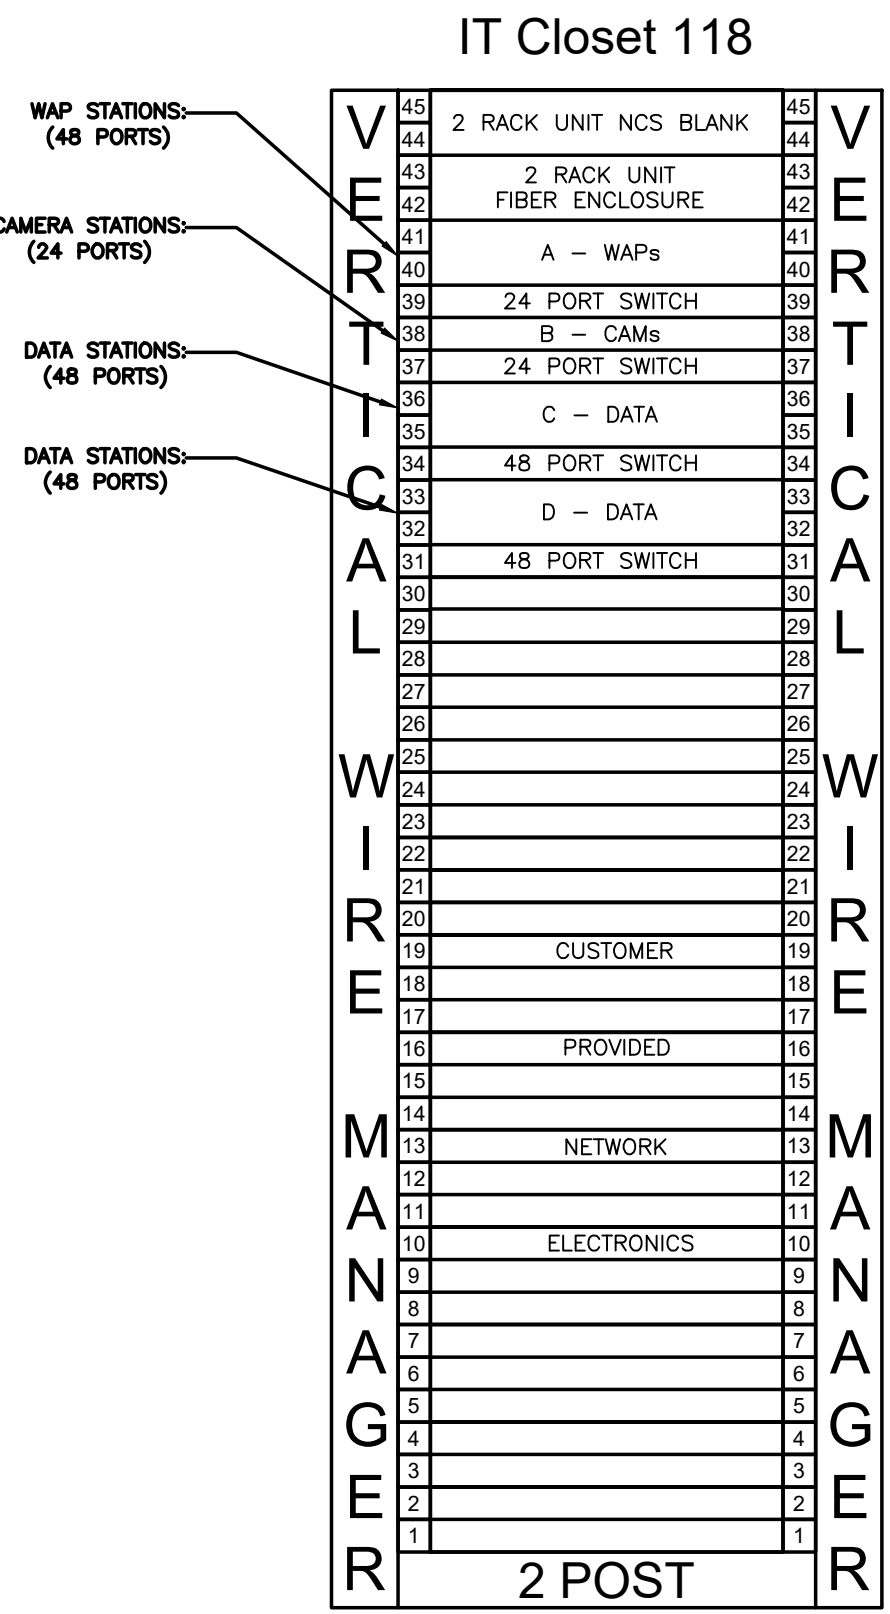 IT Closet 118
WAP STATIONS:
(48 PORTS)
CAMERA STATIONS:
(24 PORTS)
DATA STATIONS:
(48 PORTS)
DATA STATIONS:
(48 PORTS)
VERTICAL WIRE MANAGER
45 2 RACK UNIT NCS BLANK 45
44 44
43 2 RACK UNIT 43
42 FIBER ENCLOSURE 42
41 41
A – WAPs
40 40
39 24 PORT SWITCH 39
38 B – CAMs 38
37 24 PORT SWITCH 37
36 36
C – DATA
35 35
34 48 PORT SWITCH 34
33 33
D – DATA
32 32
31 48 PORT SWITCH 31
30 30
29 29
28 28
27 27
26 26
25 25
24 24
23 23
22 22
21 21
20 20
19 CUSTOMER 19
18 18
17 17
16 PROVIDED 16
15 15
14 14
13 NETWORK 13
12 12
11 11
10 ELECTRONICS 10
9 9
8 8
7 7
6 6
5 5
4 4
3 3
2 2
1 1
2 POST
VERTICAL WIRE MANAGER